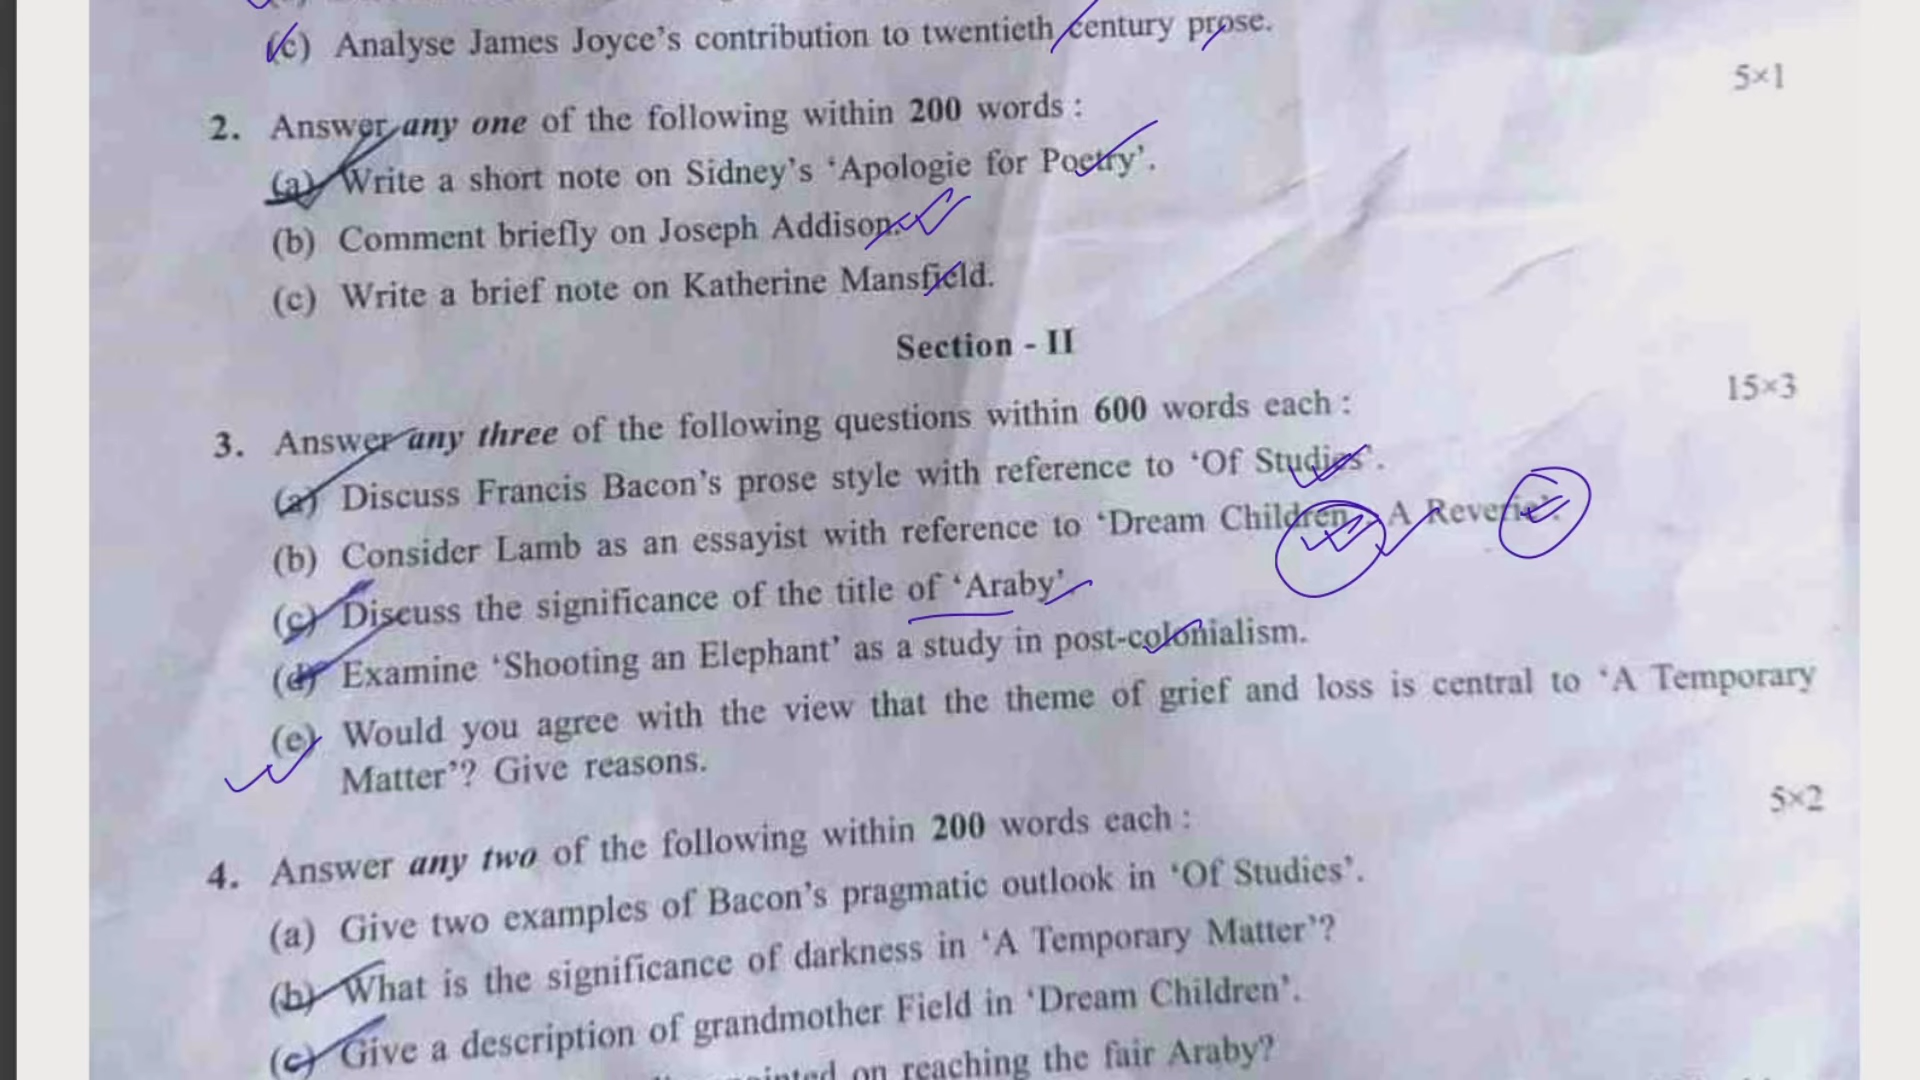 (c) Analyse James Joyce's contribution to twentieth century prose.
5×1
2. Answer any one of the following within 200 words :
(a) Write a short note on Sidney's 'Apologie for Poetry'.
(b) Comment briefly on Joseph Addison.
(c) Write a brief note on Katherine Mansfield.
Section - II
15×3
3. Answer any three of the following questions within 600 words each :
(a) Discuss Francis Bacon's prose style with reference to 'Of Studies'.
(b) Consider Lamb as an essayist with reference to 'Dream Children : A Reverie'.
(c) Discuss the significance of the title of 'Araby'.
(d) Examine 'Shooting an Elephant' as a study in post-colonialism.
(e) Would you agree with the view that the theme of grief and loss is central to 'A Temporary
Matter'? Give reasons.
5×2
4. Answer any two of the following within 200 words each :
(a) Give two examples of Bacon's pragmatic outlook in 'Of Studies'.
(b) What is the significance of darkness in 'A Temporary Matter'?
(c) Give a description of grandmother Field in 'Dream Children'.
on reaching the fair Araby?